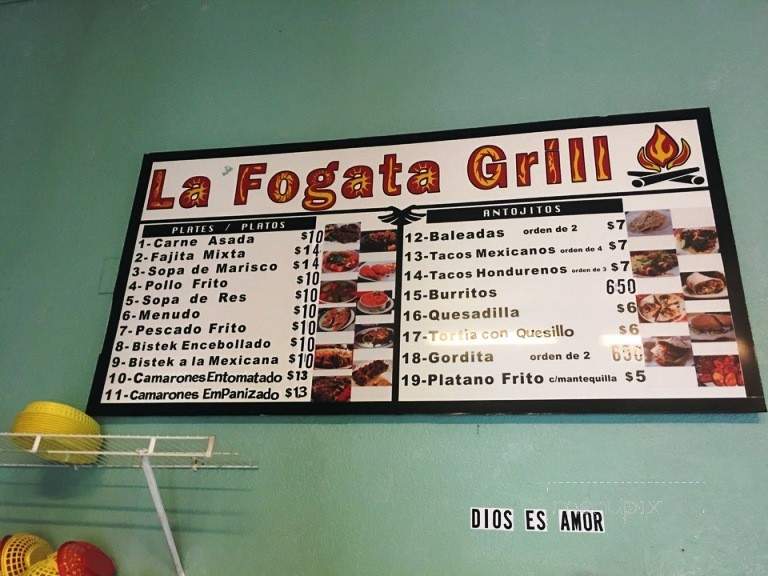 La Fogata Grill
PLATES / PLATOS
1-Carne Asada $10
2-Fajita Mixta $14
3-Sopa de Marisco $14
4-Pollo Frito $10
5-Sopa de Res $10
6-Menudo $10
7-Pescado Frito $10
8-Bistek Encebollado $10
9-Bistek a la Mexicana $10
10-Camarones Entomatado $13
11-Camarones EmPanizado $13
ANTOJITOS
12-Baleadas orden de 2 $7
13-Tacos Mexicanos orden de 4 $7
14-Tacos Hondurenos orden de 3 $7
15-Burritos 650
16-Quesadilla $6
17-Tortia con Quesillo $6
18-Gordita orden de 2 650
19-Platano Frito c/mantequilla $5
DIOS ES AMOR
menupix